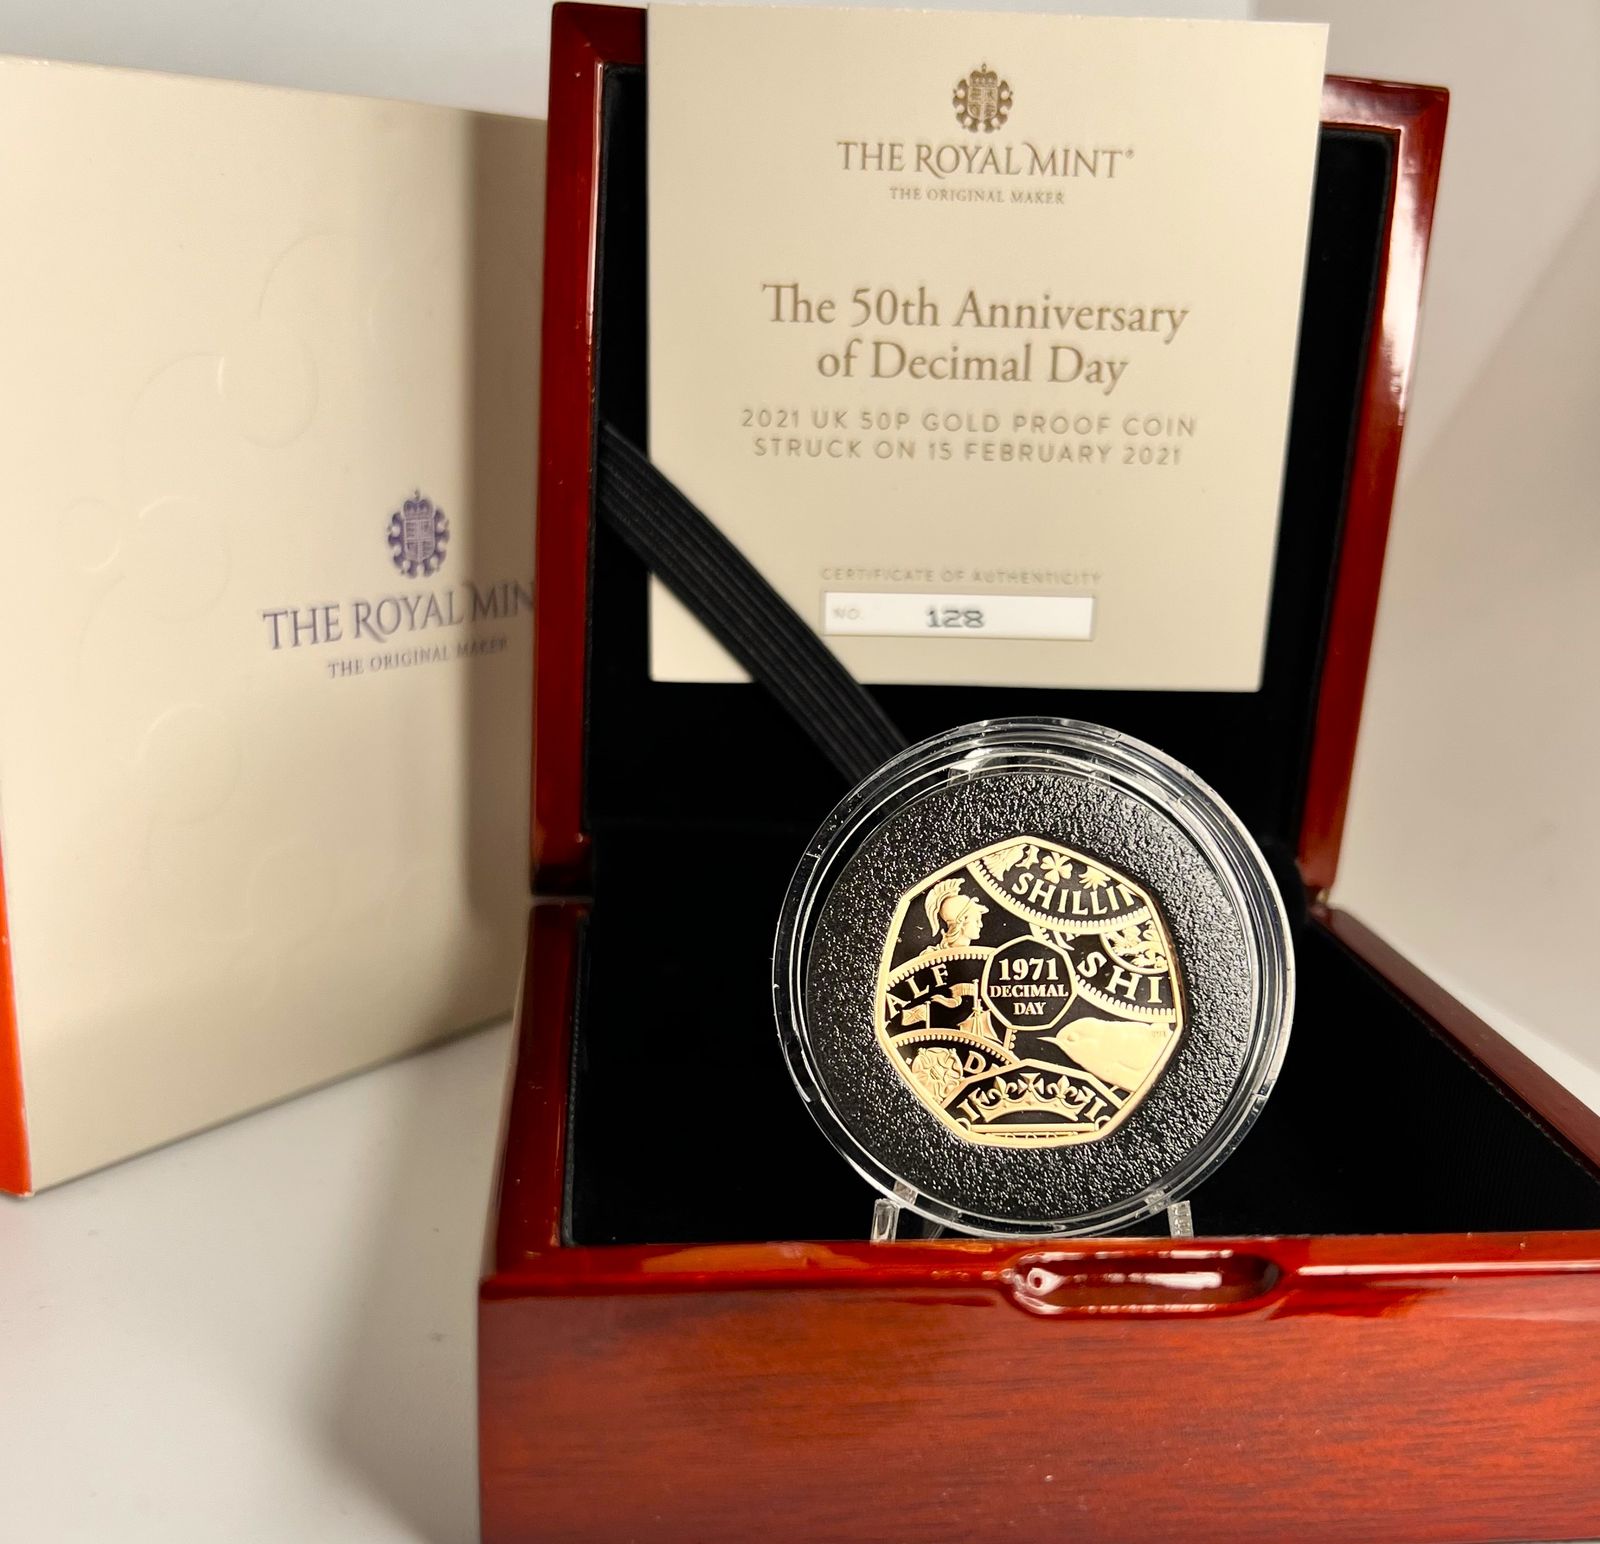 THE ROYAL MINT®
THE ORIGINAL MAKER
The 50th Anniversary
of Decimal Day
2021 UK 50P GOLD PROOF COIN
STRUCK ON 15 FEBRUARY 2021
CERTIFICATE OF AUTHENTICITY
NO. 128
THE ROYAL MIN
THE ORIGINAL MAKER
SHILLI
ALF
SHI
1971
DECIMAL
DAY
D